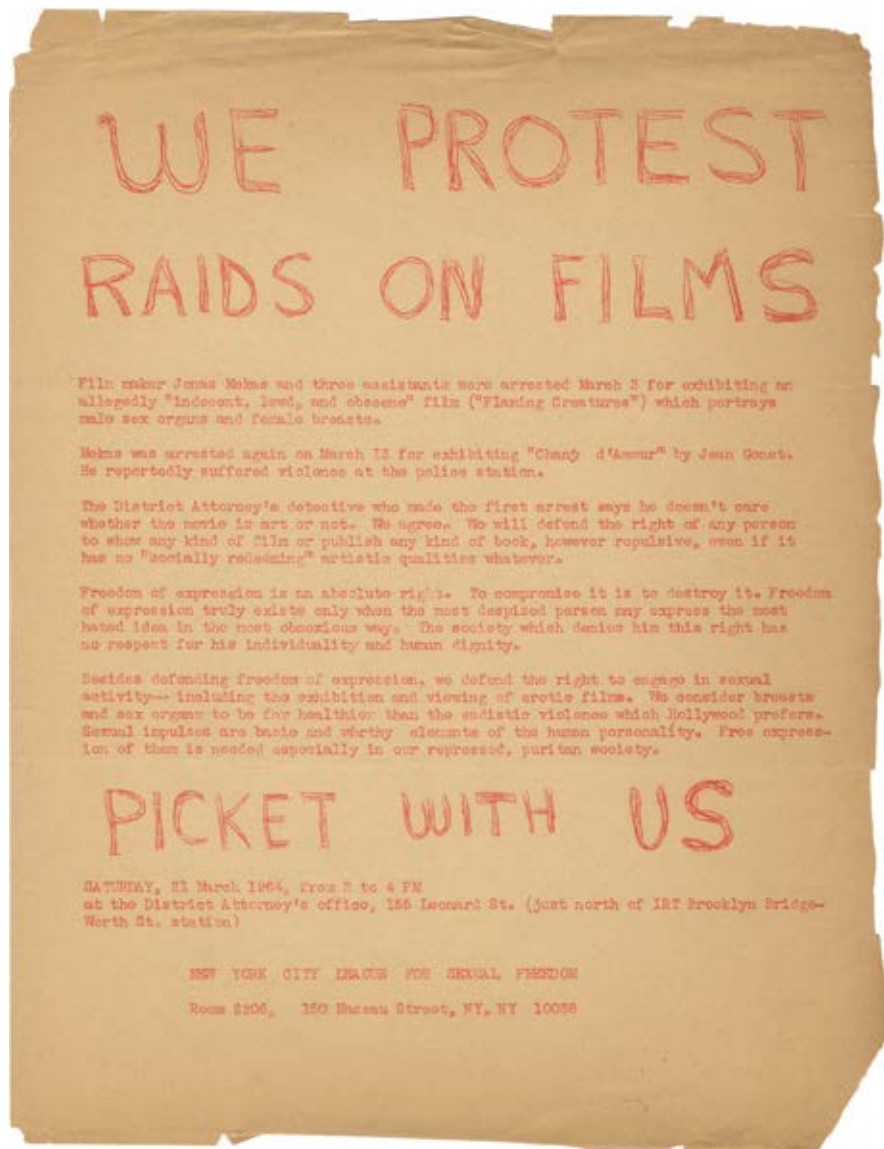 WE PROTEST
RAIDS ON FILMS
Film maker Jonas Mekas and three assistants were arrested March 3 for exhibiting an
allegedly "indecent, lewd, and obscene" film ("Flaming Creatures") which portrays
male sex organs and female breasts.
Mekas was arrested again on March 13 for exhibiting "Chant d'Amour" by Jean Genet.
He reportedly suffered violence at the police station.
The District Attorney's detective who made the first arrest says he doesn't care
whether the movie is art or not. We agree. We will defend the right of any person
to show any kind of film or publish any kind of book, however repulsive, even if it
has no "socially redeeming" artistic qualities whatever.
Freedom of expression is an absolute right. To compromise it is to destroy it. Freedom
of expression truly exists only when the most despised person may express the most
hated idea in the most obnoxious way. The society which denies him this right has
no respect for his individuality and human dignity.
Besides defending freedom of expression, we defend the right to engage in sexual
activity-- including the exhibition and viewing of erotic films. We consider breasts
and sex organs to be far healthier than the sadistic violence which Hollywood prefers.
Sexual impulses are basic and worthy elements of the human personality. Free express-
ion of them is needed especially in our repressed, puritan society.
PICKET WITH US
SATURDAY, 21 March 1964, from 2 to 4 PM
at the District Attorney's office, 155 Leonard St. (just north of IRT Brooklyn Bridge-
Worth St. station)
NEW YORK CITY LEAGUE FOR SEXUAL FREEDOM
Room 2206, 150 Nassau Street, NY, NY 10038